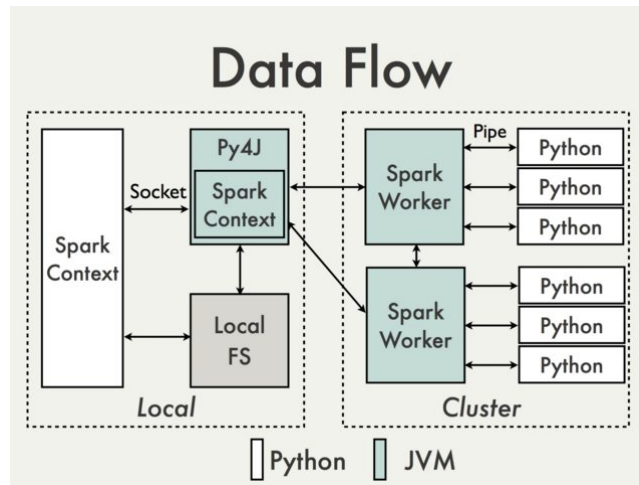 Data Flow
Py4J
Spark
Context
Socket
Spark
Context
Local
FS
Local
Spark
Worker
Pipe
Python
Python
Python
Spark
Worker
Python
Python
Python
Cluster
Python
JVM